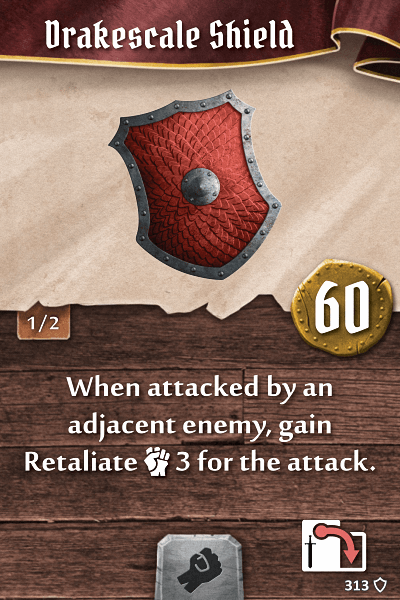 Drakescale Shield
1/2
60
When attacked by an
adjacent enemy, gain
Retaliate 3 for the attack.
313